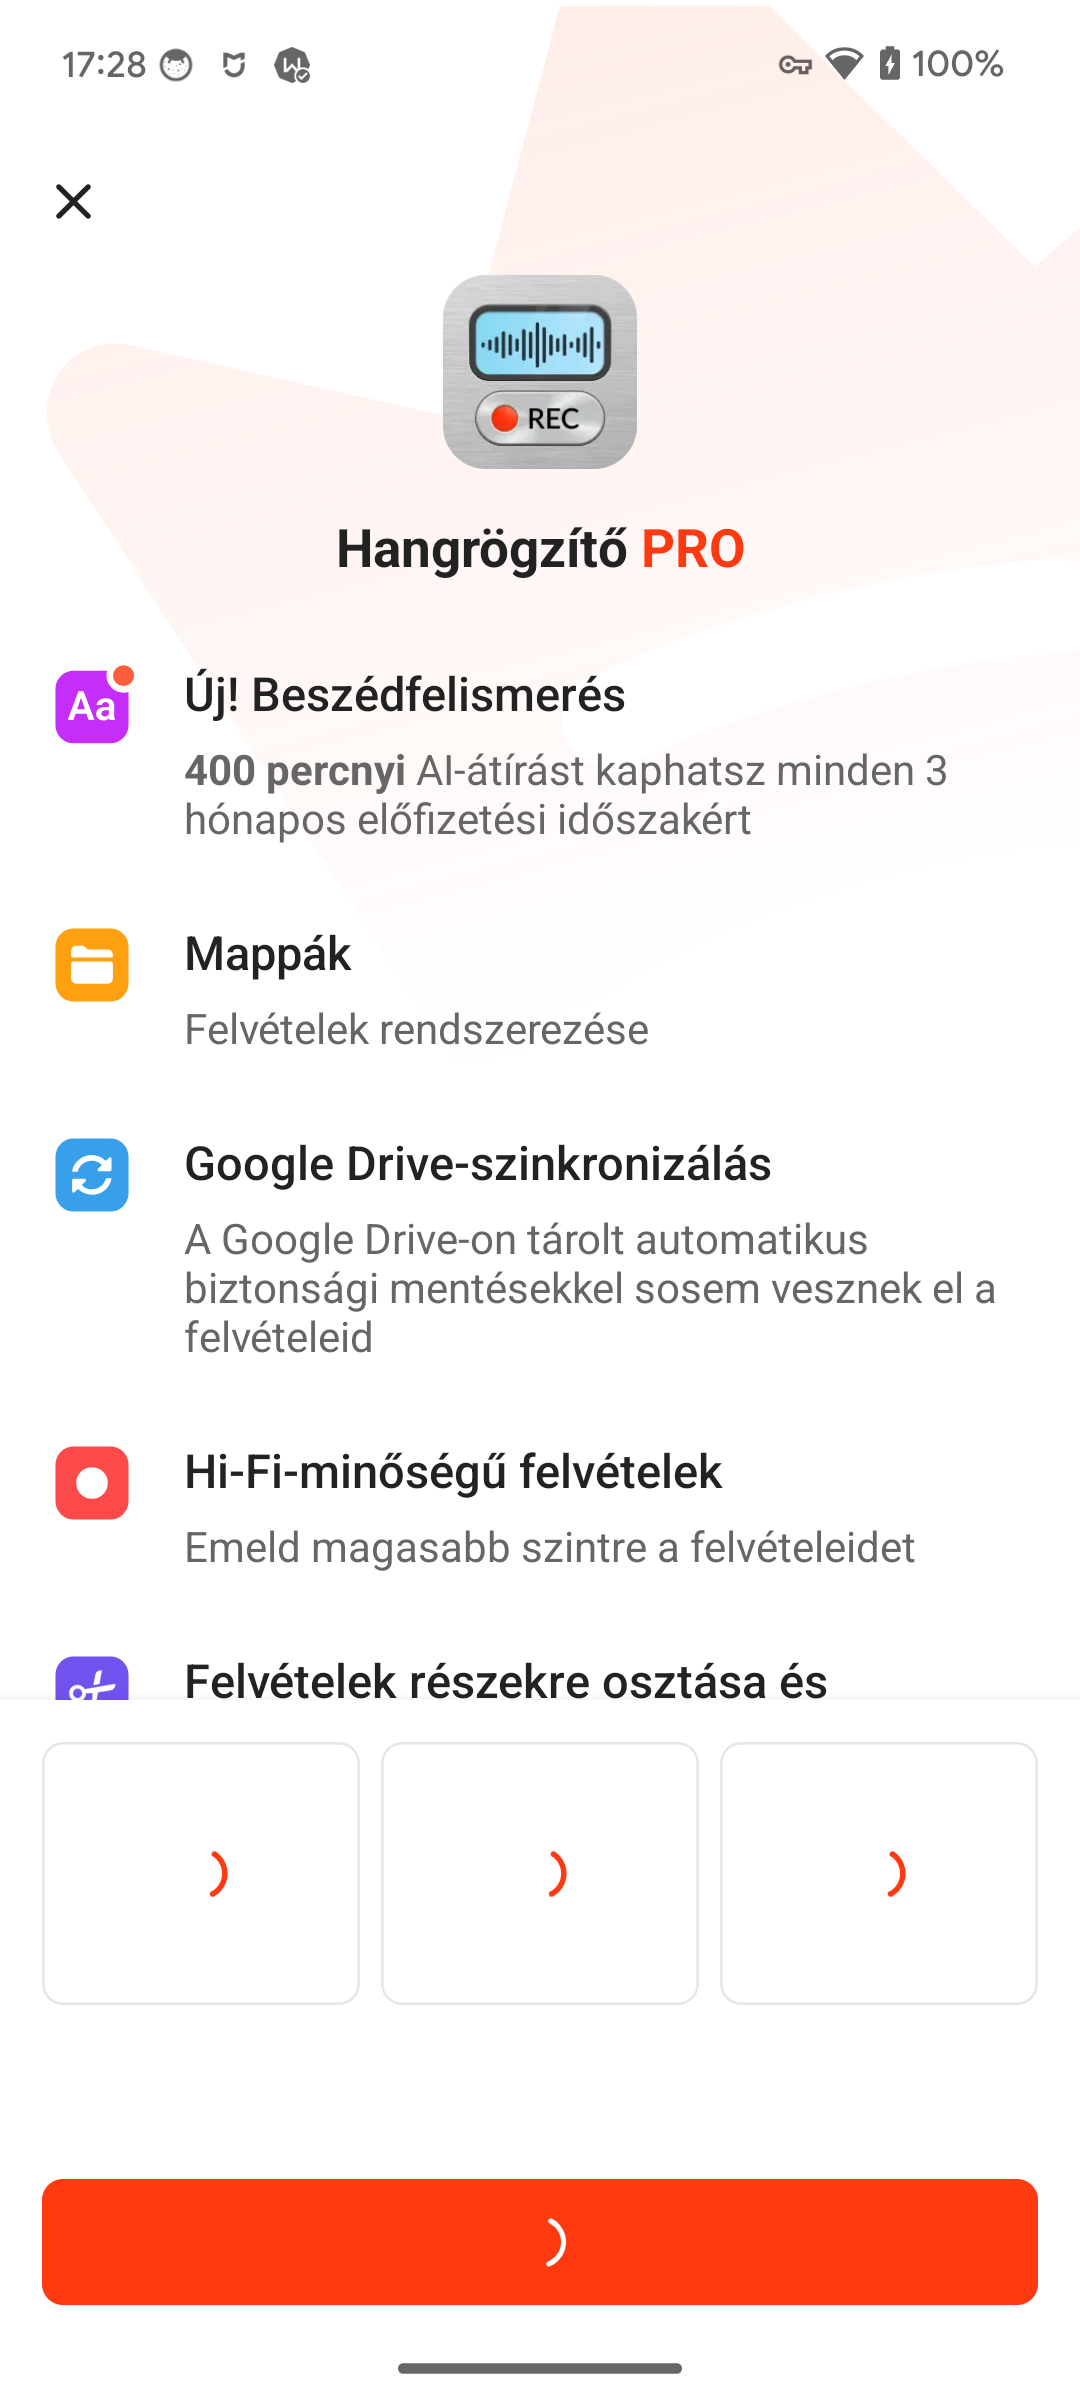 17:28
100%
REC
Hangrögzítő PRO
Aa
Új! Beszédfelismerés
400 percnyi AI-átírást kaphatsz minden 3
hónapos előfizetési időszakért
Mappák
Felvételek rendszerezése
Google Drive-szinkronizálás
A Google Drive-on tárolt automatikus
biztonsági mentésekkel sosem vesznek el a
felvételeid
Hi-Fi-minőségű felvételek
Emeld magasabb szintre a felvételeidet
Felvételek részekre osztása és